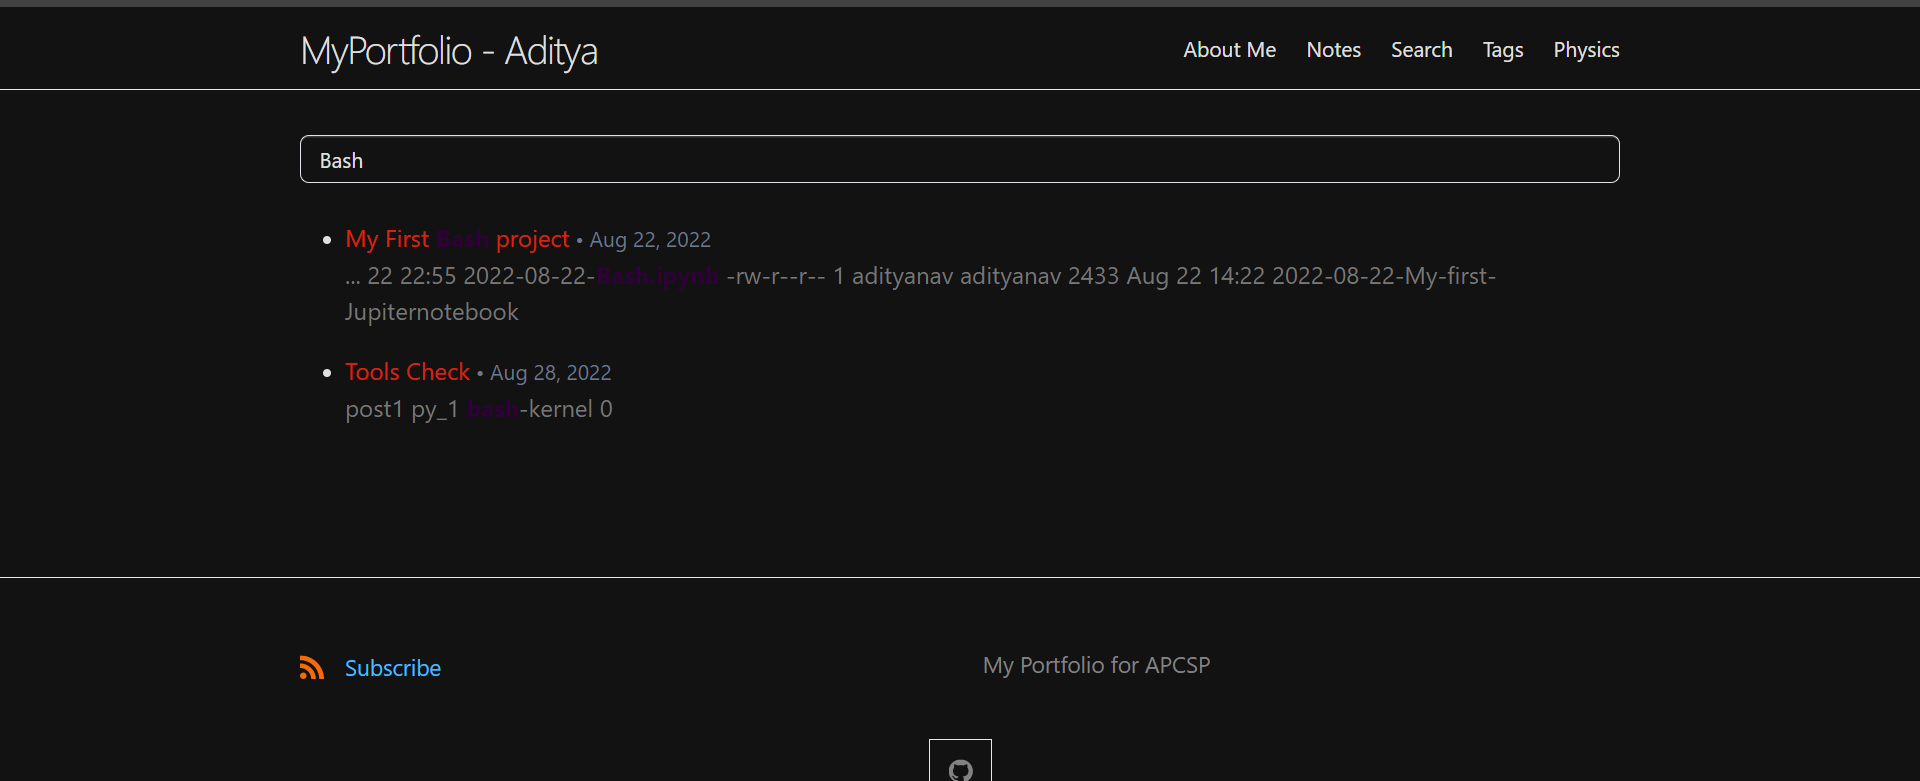 MyPortfolio - Aditya
About Me Notes Search Tags Physics
Bash
My First Bash project • Aug 22, 2022
... 22 22:55 2022-08-22-Bash.ipynb -rw-r--r-- 1 adityanav adityanav 2433 Aug 22 14:22 2022-08-22-My-first-
Jupiternotebook
Tools Check • Aug 28, 2022
post1 py_1 bash-kernel 0
Subscribe
My Portfolio for APCSP